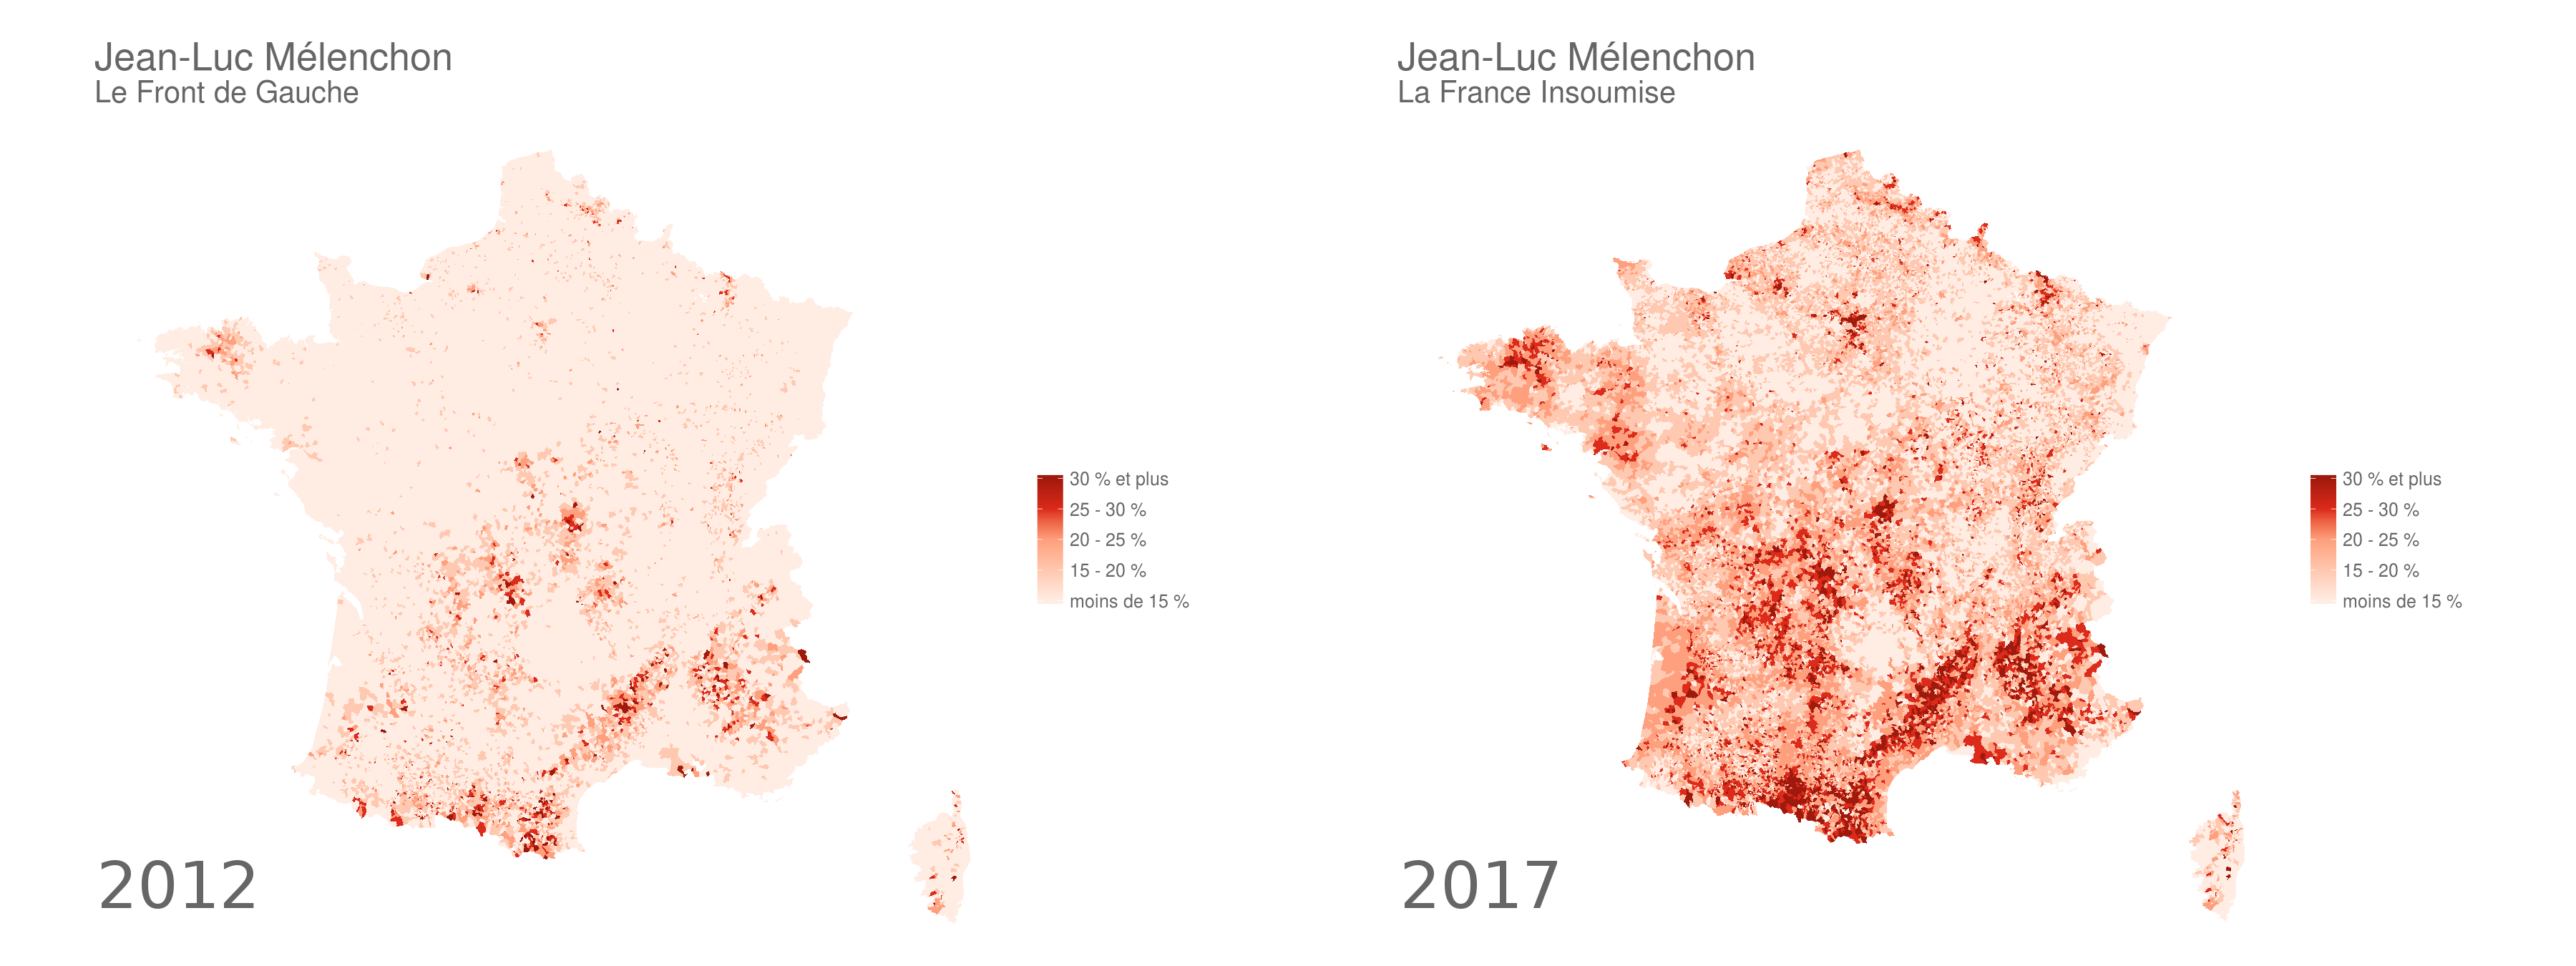 Jean-Luc Mélenchon
Le Front de Gauche
30 % et plus
25 - 30 %
20 - 25 %
15 - 20 %
moins de 15 %
2012
Jean-Luc Mélenchon
La France Insoumise
30 % et plus
25 - 30 %
20 - 25 %
15 - 20 %
moins de 15 %
2017